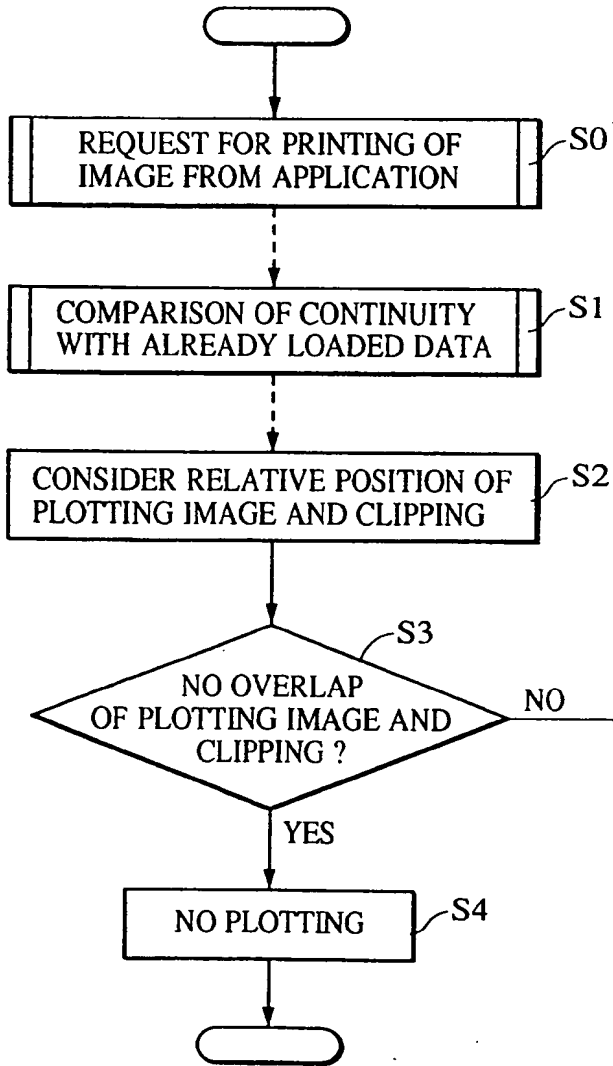 REQUEST FOR PRINTING OF
IMAGE FROM APPLICATION
S0
COMPARISON OF CONTINUITY
WITH ALREADY LOADED DATA
S1
CONSIDER RELATIVE POSITION OF
PLOTTING IMAGE AND CLIPPING
S2
S3
NO OVERLAP
OF PLOTTING IMAGE AND
CLIPPING ?
NO
YES
NO PLOTTING
S4